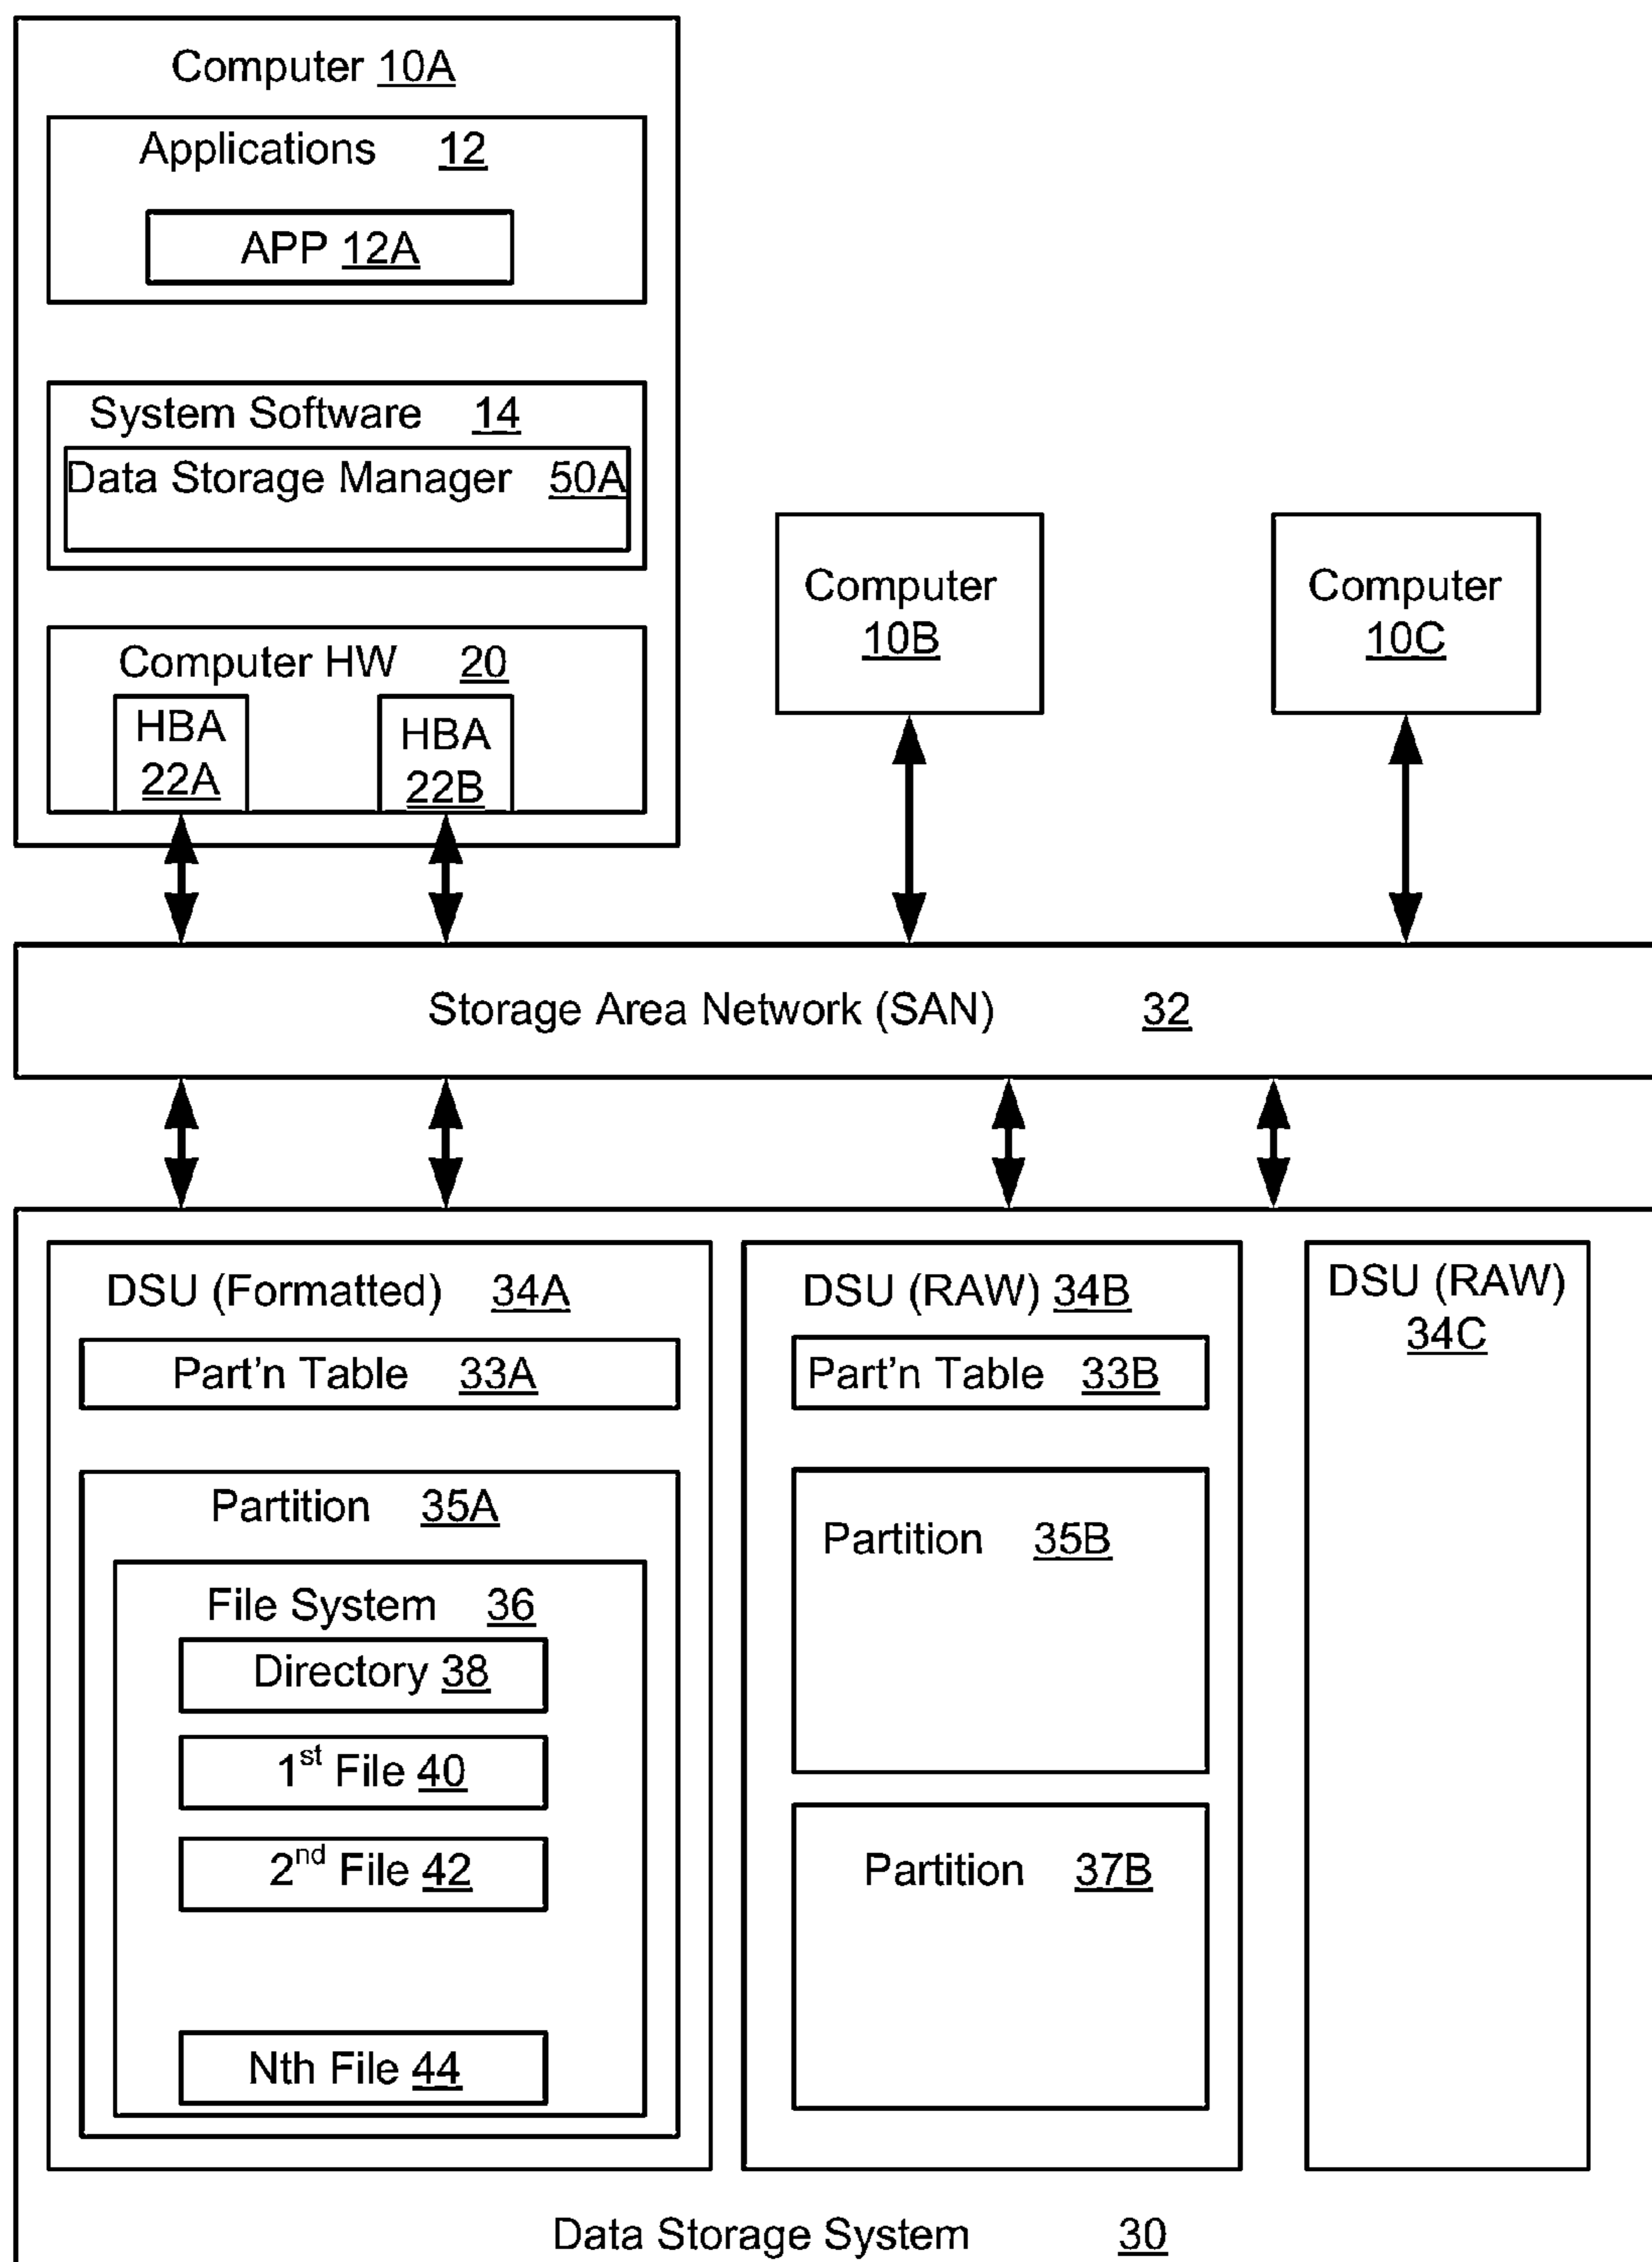 Computer 10A
Applications 12
APP 12A
System Software 14
Data Storage Manager 50A
Computer HW 20
HBA
22A
HBA
22B
Computer
10B
Computer
10C
Storage Area Network (SAN) 32
DSU (Formatted) 34A
Part'n Table 33A
Partition 35A
File System 36
Directory 38
1st File 40
2nd File 42
Nth File 44
DSU (RAW) 34B
Part'n Table 33B
Partition 35B
Partition 37B
DSU (RAW)
34C
Data Storage System 30